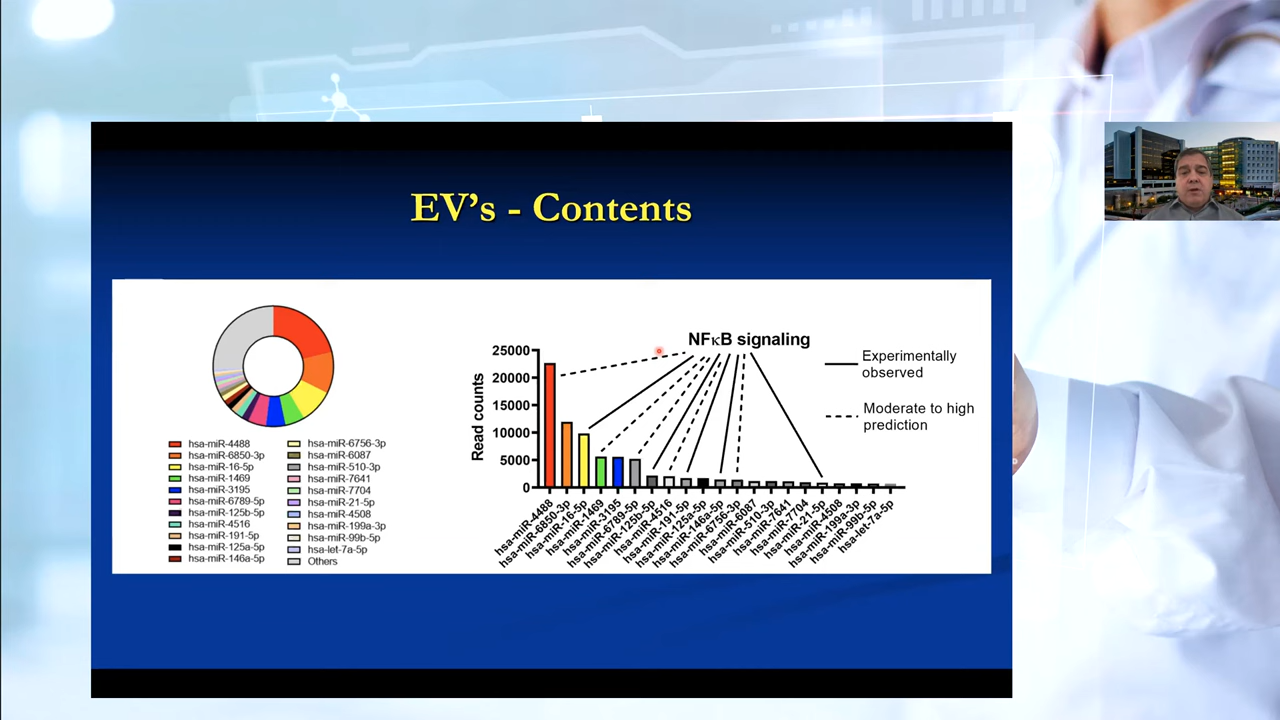 EV's - Contents
hsa-miR-4488
hsa-miR-6850-3p
hsa-miR-16-5p
hsa-miR-1469
hsa-miR-3195
hsa-miR-6789-5p
hsa-miR-125b-5p
hsa-miR-4516
hsa-miR-191-5p
hsa-miR-125a-5p
hsa-miR-146a-5p
hsa-miR-6756-3p
hsa-miR-6087
hsa-miR-510-3p
hsa-miR-7641
hsa-miR-7704
hsa-miR-21-5p
hsa-miR-4508
hsa-miR-199a-3p
hsa-miR-99b-5p
hsa-let-7a-5p
Others
NFκB signaling
Experimentally
observed
Moderate to high
prediction
Read counts
25000
20000
15000
10000
5000
0
hsa-miR-4488
hsa-miR-6850-3p
hsa-miR-16-5p
hsa-miR-1469
hsa-miR-3195
hsa-miR-6789-5p
hsa-miR-125b-5p
hsa-miR-4516
hsa-miR-191-5p
hsa-miR-125a-5p
hsa-miR-146a-5p
hsa-miR-6756-3p
hsa-miR-6087
hsa-miR-510-3p
hsa-miR-7641
hsa-miR-7704
hsa-miR-21-5p
hsa-miR-4508
hsa-miR-199a-3p
hsa-miR-99b-5p
hsa-let-7a-5p